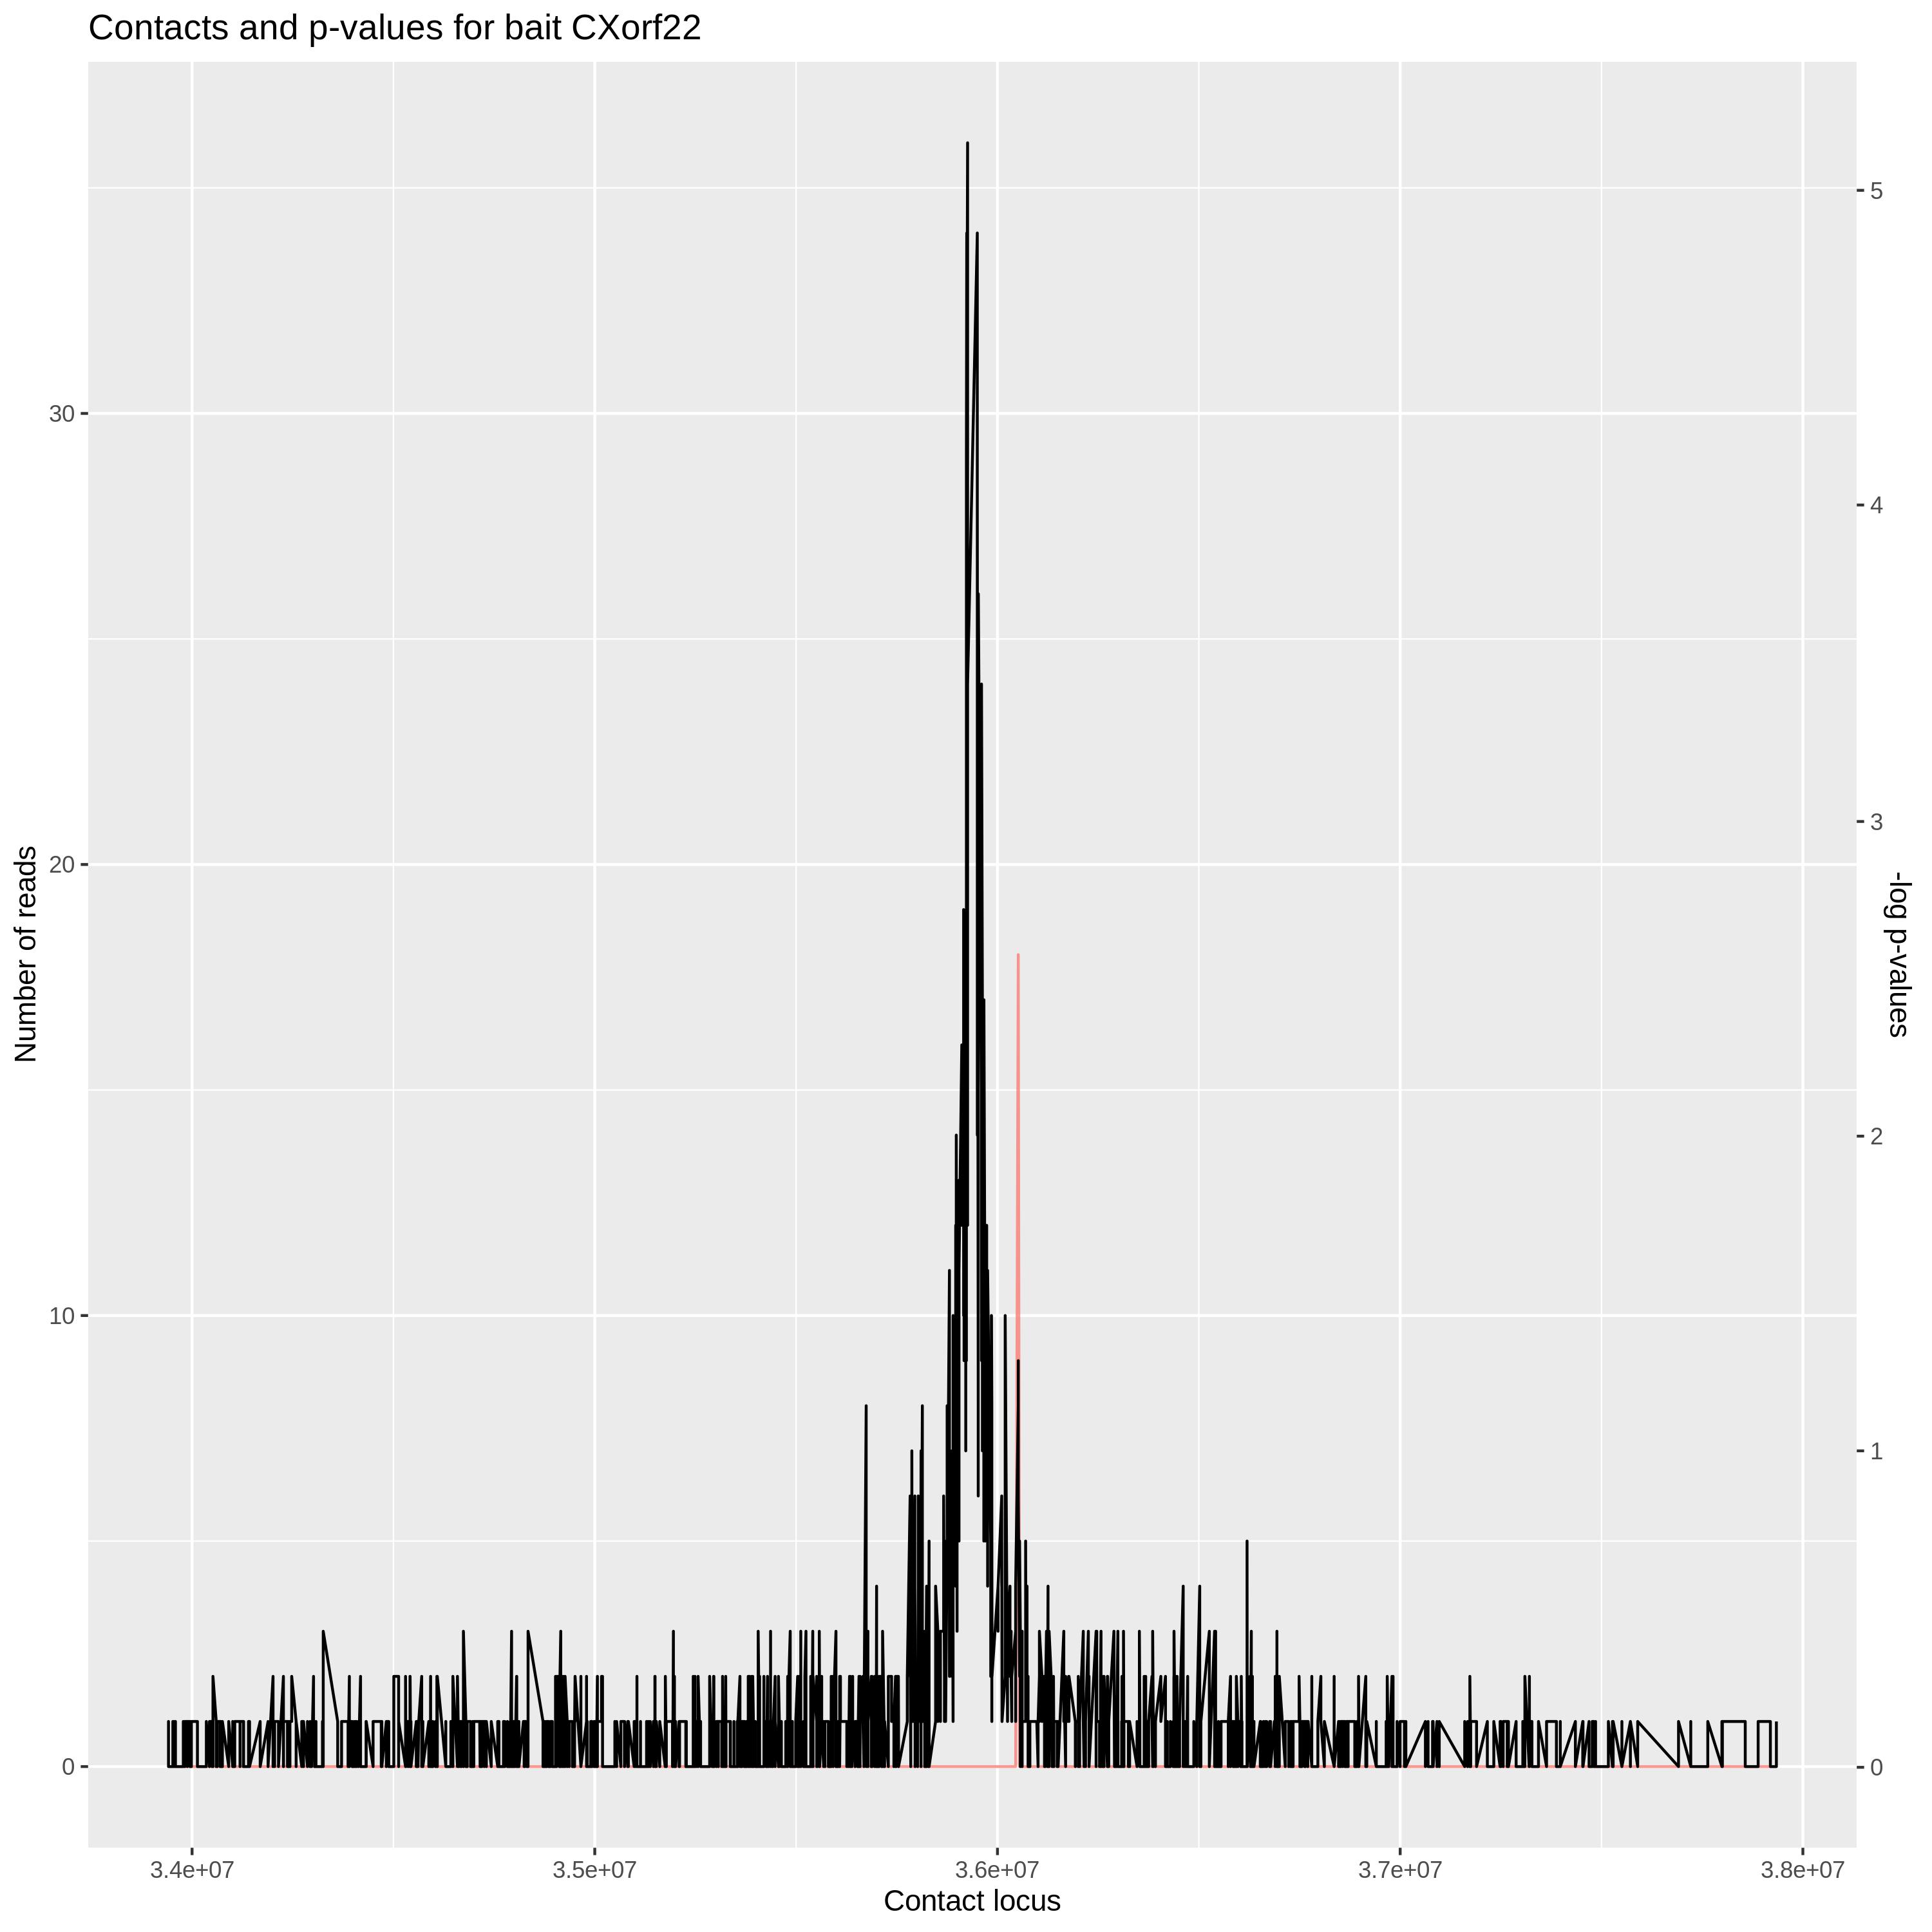 Contacts and p-values for bait CXorf22
Number of reads
30
20
10
0
5
4
3
2
1
0
-log p-values
3.4e+07 3.5e+07 3.6e+07 3.7e+07 3.8e+07
Contact locus